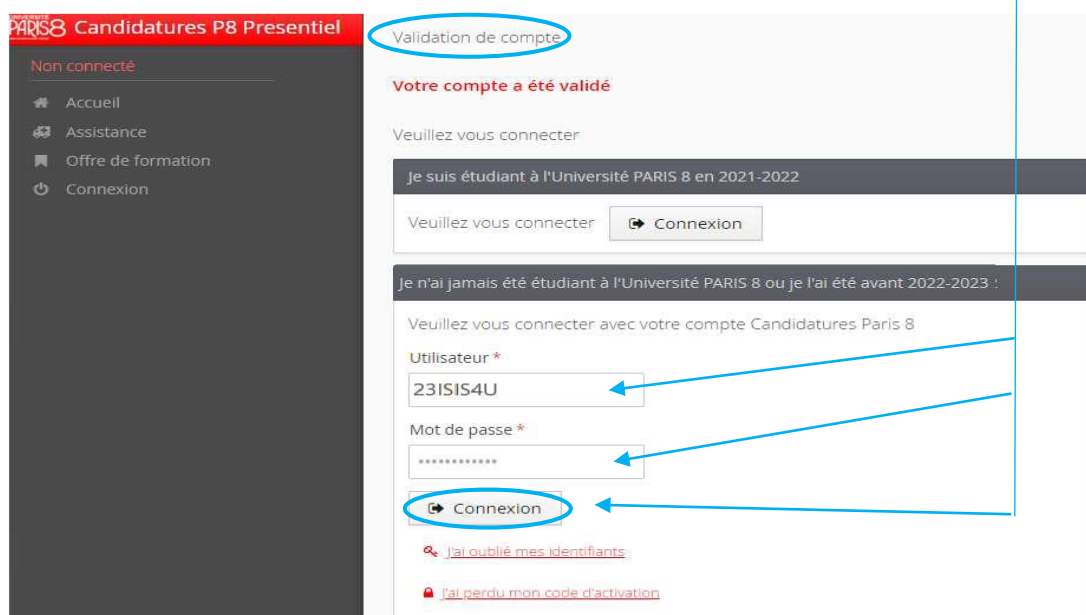 UNIVERSITÉ
PARIS8 Candidatures P8 Presentiel
Non connecté
Accueil
Assistance
Offre de formation
Connexion
Validation de compte
Votre compte a été validé
Veuillez vous connecter
Je suis étudiant à l'Université PARIS 8 en 2021-2022
Veuillez vous connecter Connexion
Je n'ai jamais été étudiant à l'Université PARIS 8 ou je l'ai été avant 2022-2023 :
Veuillez vous connecter avec votre compte Candidatures Paris 8
Utilisateur *
23ISIS4U
Mot de passe *
••••••••••••
Connexion
J'ai oublié mes identifiants
J'ai perdu mon code d'activation